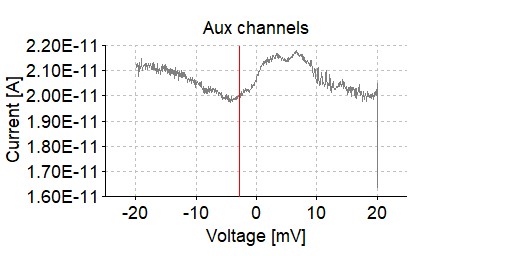 Aux channels
2.20E-11
2.10E-11
2.00E-11
1.90E-11
1.80E-11
1.70E-11
1.60E-11
Current [A]
-20 -10 0 10 20
Voltage [mV]